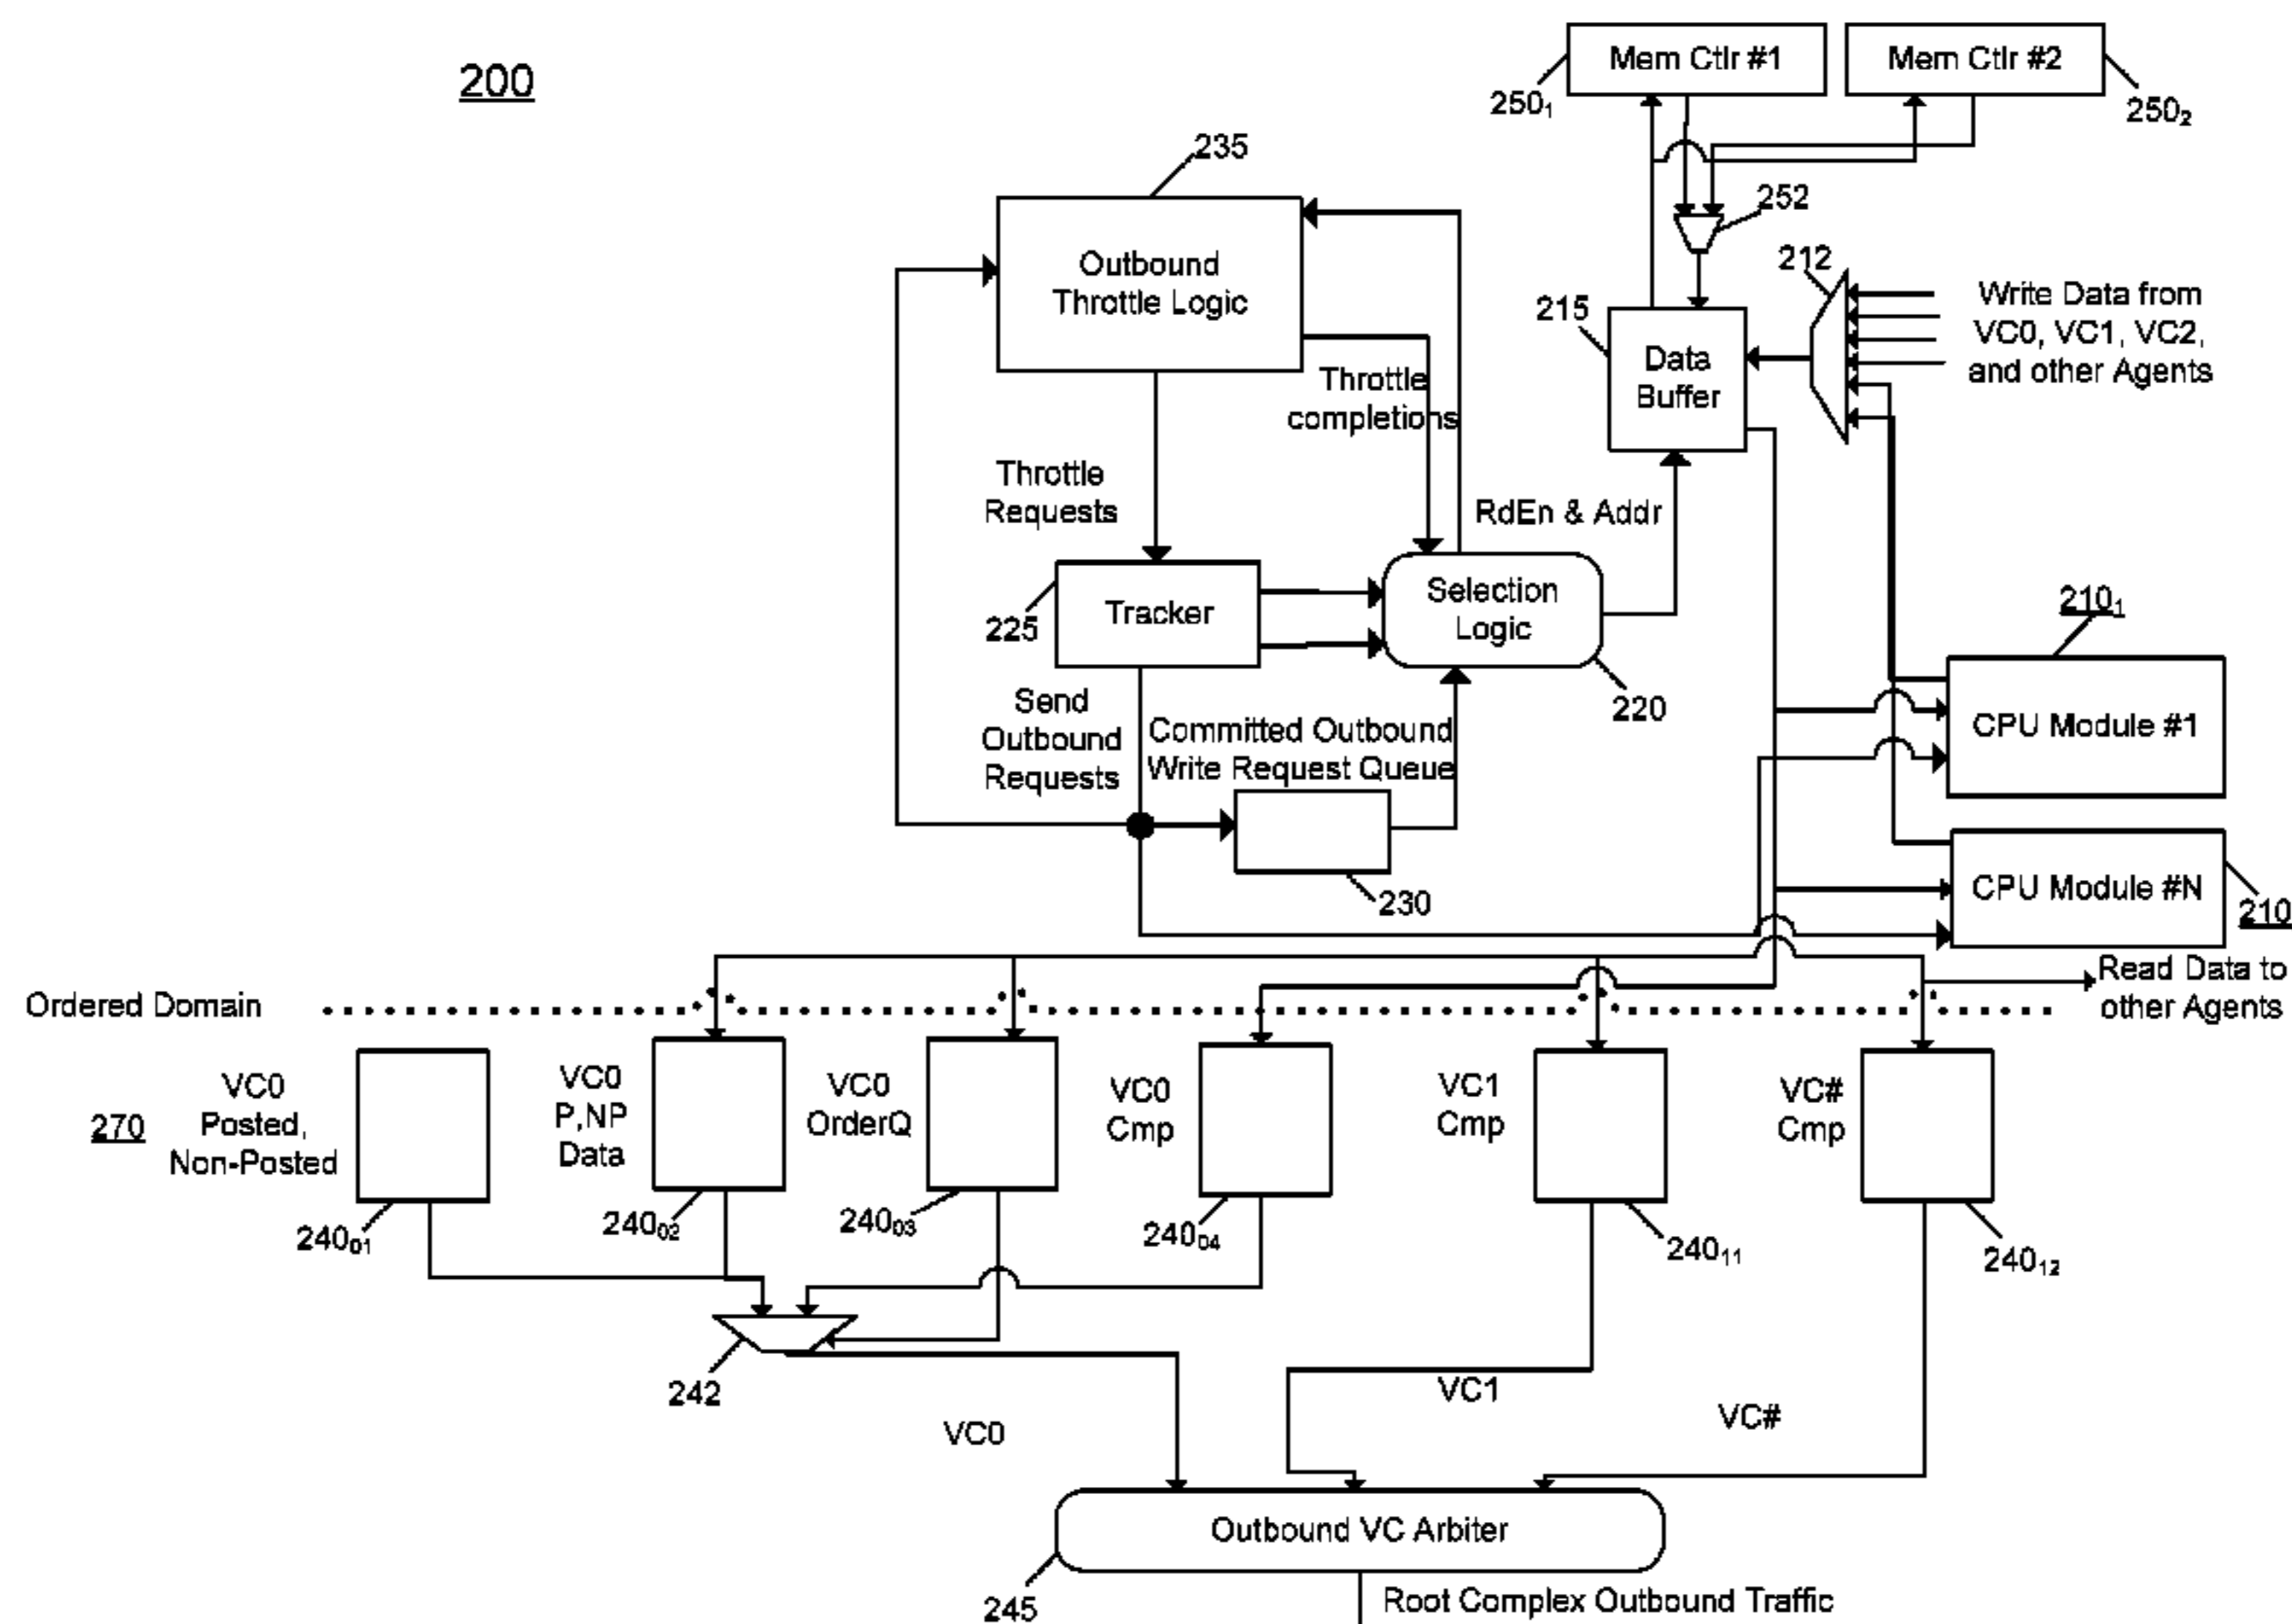 200
Mem Ctlr #1
Mem Ctlr #2
250₁
250₂
235
252
Outbound
Throttle Logic
212
Write Data from
VC0, VC1, VC2,
and other Agents
215
Data
Buffer
Throttle
completions
Throttle
Requests
RdEn & Addr
Tracker
225
Selection
Logic
220
210₁
CPU Module #1
Send
Outbound
Requests
Committed Outbound
Write Request Queue
230
CPU Module #N
210
Read Data to
other Agents
Ordered Domain
270
VC0
Posted,
Non-Posted
VC0
P,NP
Data
VC0
OrderQ
VC0
Cmp
VC1
Cmp
VC#
Cmp
240₀₁
240₀₂
240₀₃
240₀₄
240₁₁
240₁₂
242
VC0
VC1
VC#
Outbound VC Arbiter
245
Root Complex Outbound Traffic